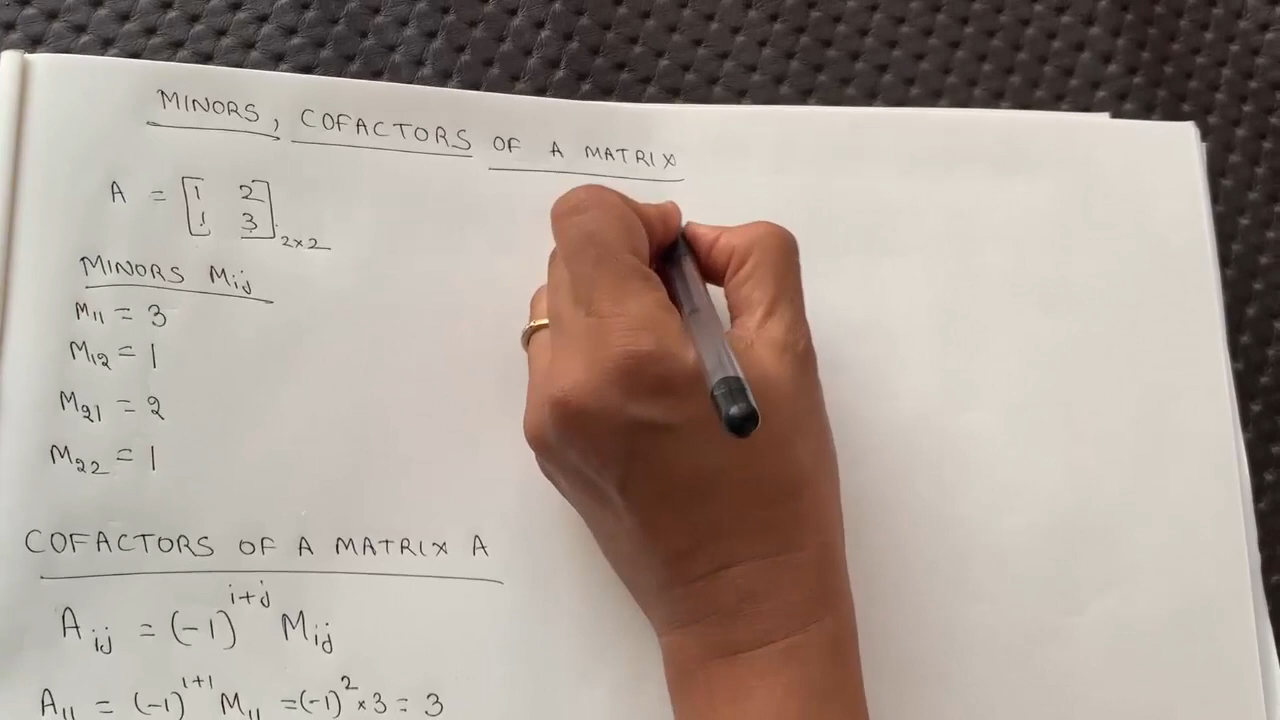 MINORS, COFACTORS OF A MATRIX
A = [1 2
1 3]2×2
MINORS Mij
M11 = 3
M12 = 1
M21 = 2
M22 = 1
COFACTORS OF A MATRIX A
Aij = (-1)^i+j Mij
A11 = (-1)^1+1 M11 = (-1)^2 × 3 = 3